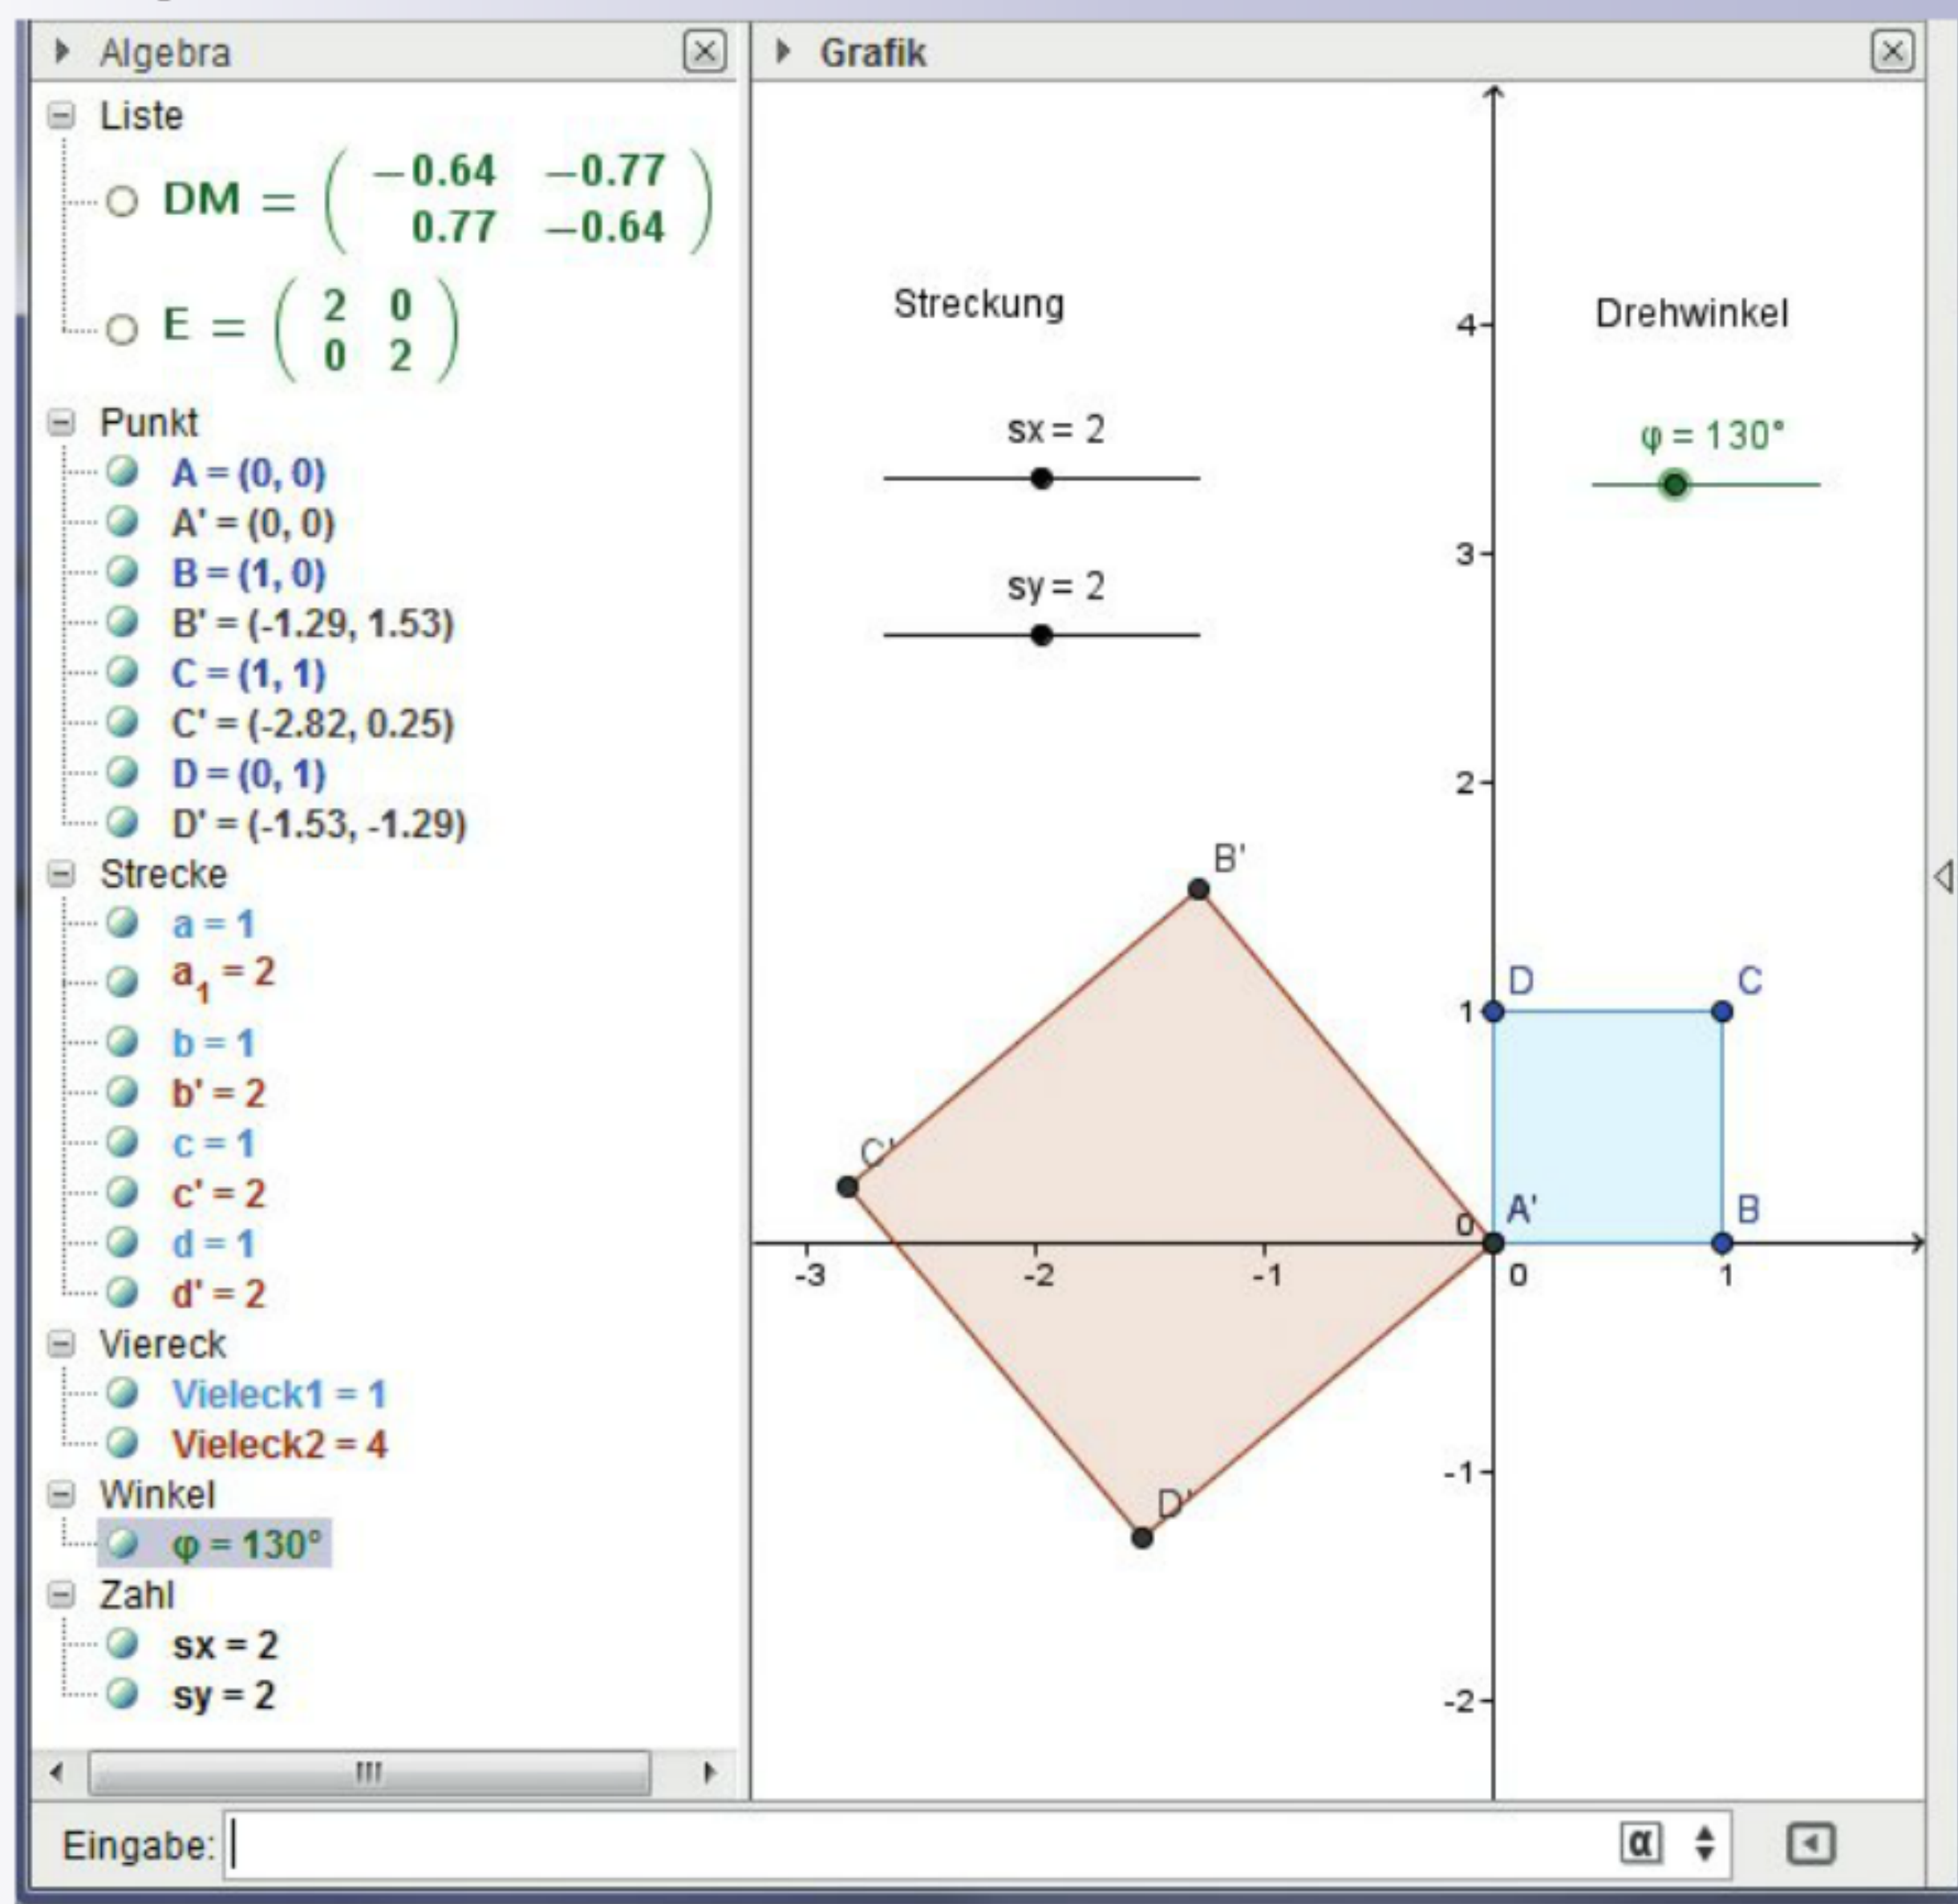 Algebra
Liste
DM = ( −0.64 −0.77
0.77 −0.64 )
E = ( 2 0
0 2 )
Punkt
A = (0, 0)
A' = (0, 0)
B = (1, 0)
B' = (-1.29, 1.53)
C = (1, 1)
C' = (-2.82, 0.25)
D = (0, 1)
D' = (-1.53, -1.29)
Strecke
a = 1
a₁ = 2
b = 1
b' = 2
c = 1
c' = 2
d = 1
d' = 2
Viereck
Vieleck1 = 1
Vieleck2 = 4
Winkel
φ = 130°
Zahl
sx = 2
sy = 2
Grafik
Streckung
Drehwinkel
4
sx = 2
φ = 130°
3
sy = 2
2
B'
D
C
1
C'
A'
B
0
-3
-2
-1
0
1
-1
D'
-2
Eingabe:
α